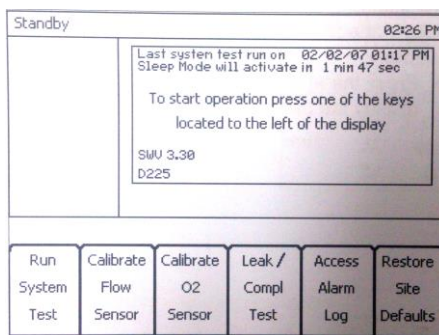 Standby 02:26 PM
Last system test run on 02/02/07 01:17 PM
Sleep Mode will activate in 1 min 47 sec
To start operation press one of the keys
located to the left of the display
SWV 3.30
D225
Run Calibrate Calibrate Leak / Access Restore
System Flow O2 Compl Alarm Site
Test Sensor Sensor Test Log Defaults